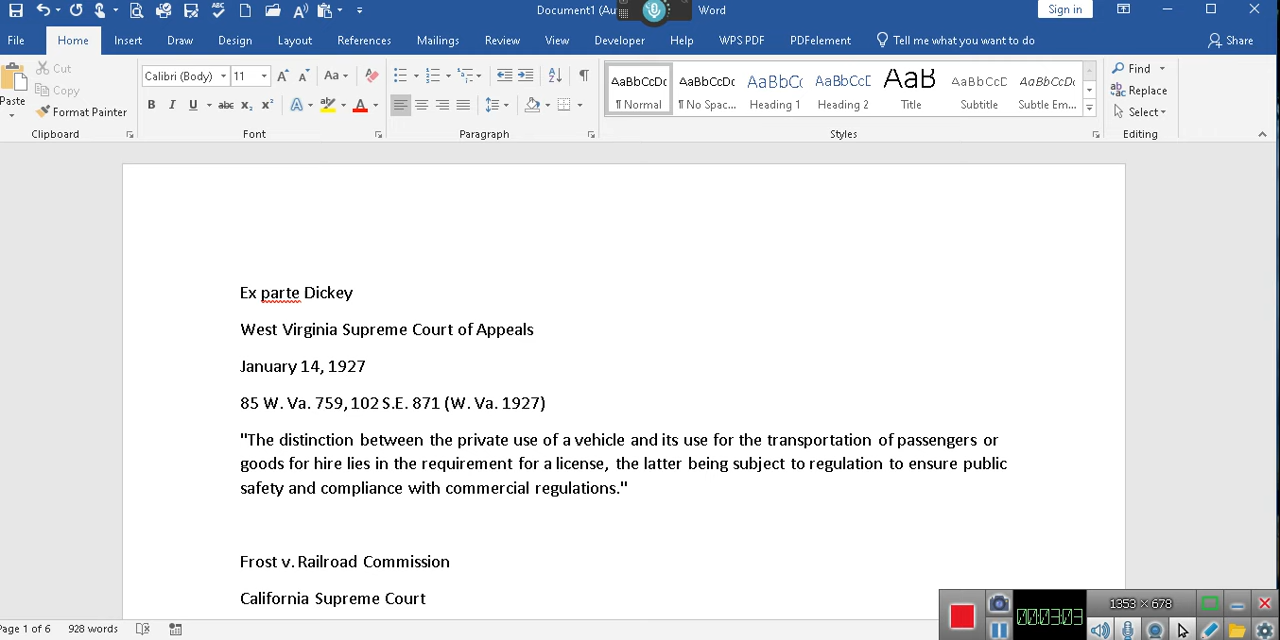 Document1 (Au
Word
Sign in
File Home Insert Draw Design Layout References Mailings Review View Developer Help WPS PDF PDFelement Tell me what you want to do Share
Paste
Cut
Copy
Format Painter
Clipboard
Calibri (Body) 11
Font
Paragraph
AaBbCcDc AaBbCcDc AaBbCc AaBbCcD AaB AaBbCcD AaBbCcDc
¶ Normal ¶ No Spac... Heading 1 Heading 2 Title Subtitle Subtle Em...
Styles
Find
Replace
Select
Editing
Ex parte Dickey
West Virginia Supreme Court of Appeals
January 14, 1927
85 W. Va. 759, 102 S.E. 871 (W. Va. 1927)
"The distinction between the private use of a vehicle and its use for the transportation of passengers or
goods for hire lies in the requirement for a license, the latter being subject to regulation to ensure public
safety and compliance with commercial regulations."
Frost v. Railroad Commission
California Supreme Court
Page 1 of 6 928 words
00:03:03
1353 × 678